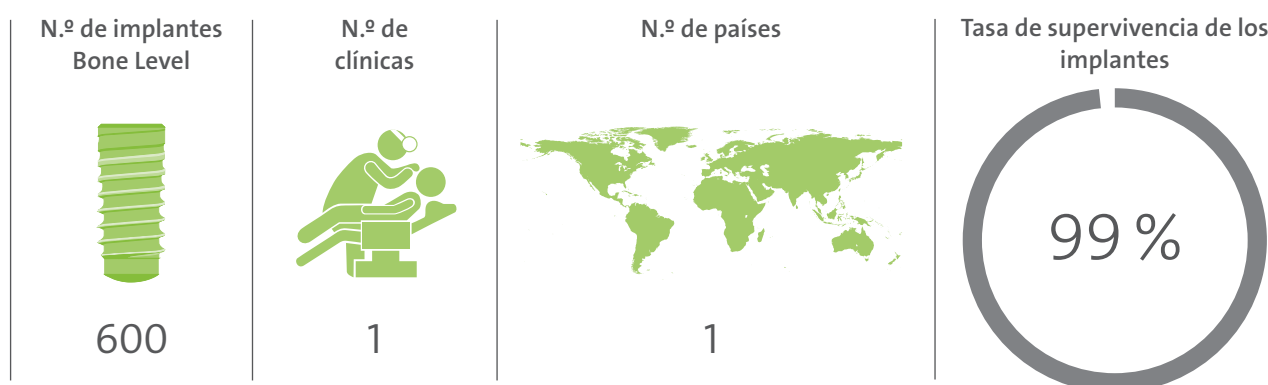 N.º de implantes
Bone Level
600
N.º de
clínicas
1
N.º de países
1
Tasa de supervivencia de los
implantes
99 %